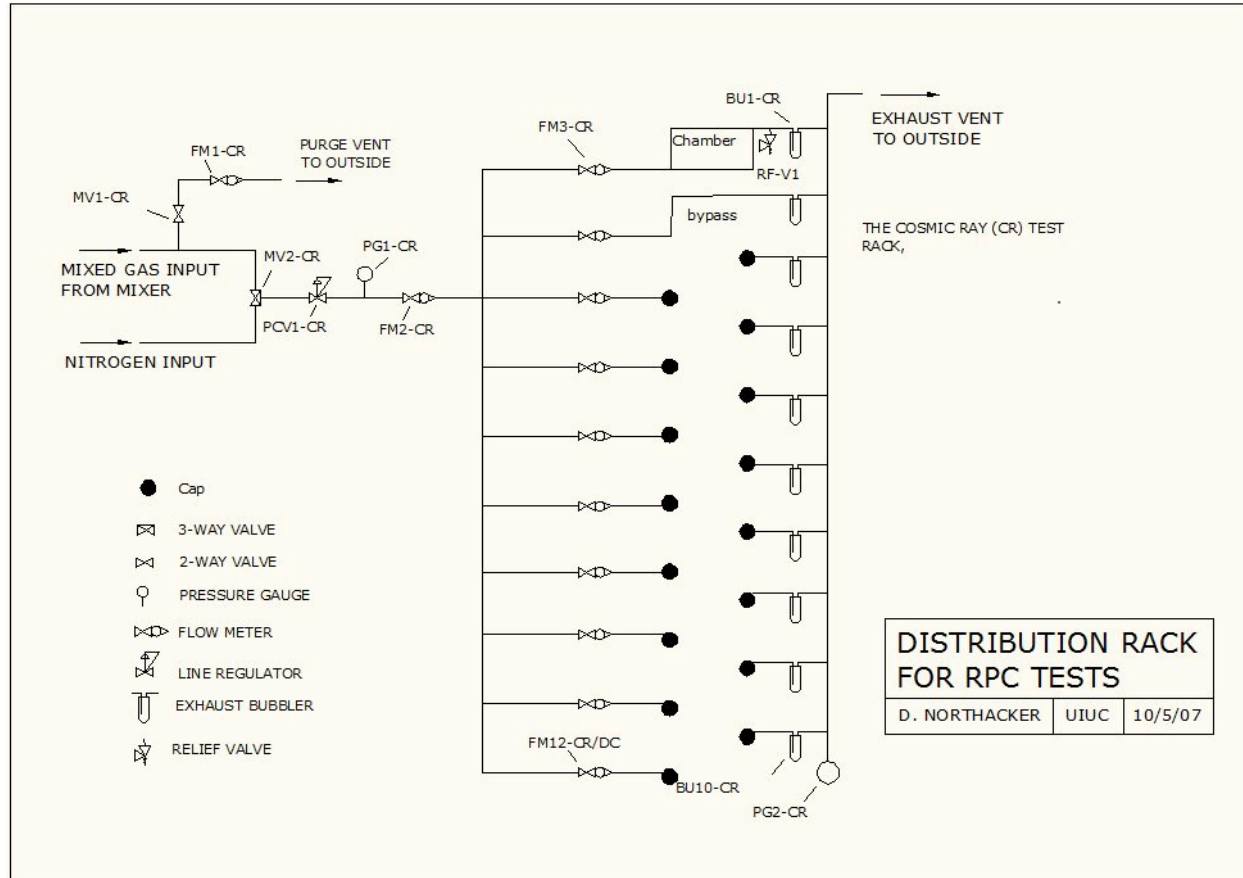 BU1-CR
EXHAUST VENT
TO OUTSIDE
FM3-CR
Chamber
RF-V1
PURGE VENT
TO OUTSIDE
FM1-CR
MV1-CR
bypass
THE COSMIC RAY (CR) TEST
RACK,
MIXED GAS INPUT
FROM MIXER
MV2-CR
PG1-CR
PCV1-CR
FM2-CR
NITROGEN INPUT
Cap
3-WAY VALVE
2-WAY VALVE
PRESSURE GAUGE
FLOW METER
LINE REGULATOR
EXHAUST BUBBLER
RELIEF VALVE
FM12-CR/DC
BU10-CR
PG2-CR
DISTRIBUTION RACK
FOR RPC TESTS
D. NORTHACKER UIUC 10/5/07